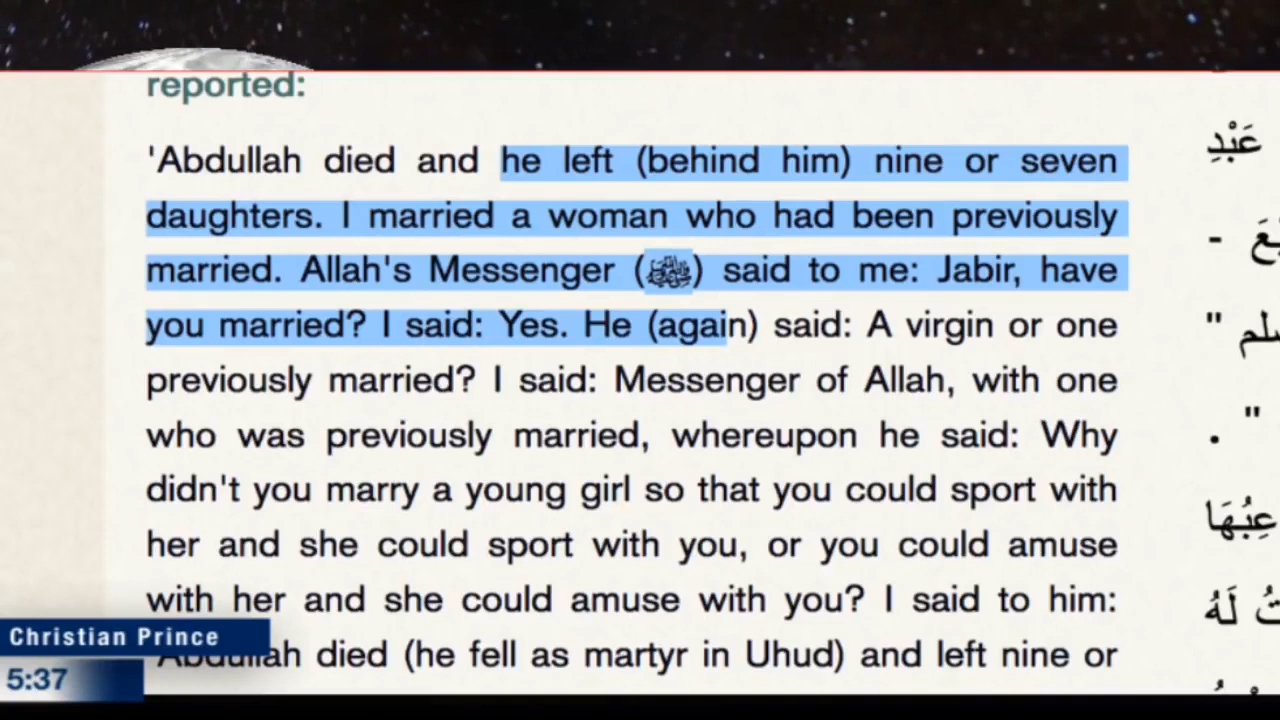 reported:
'Abdullah died and he left (behind him) nine or seven
daughters. I married a woman who had been previously
married. Allah's Messenger (ﷺ) said to me: Jabir, have
you married? I said: Yes. He (again) said: A virgin or one
previously married? I said: Messenger of Allah, with one
who was previously married, whereupon he said: Why
didn't you marry a young girl so that you could sport with
her and she could sport with you, or you could amuse
with her and she could amuse with you? I said to him:
'Abdullah died (he fell as martyr in Uhud) and left nine or
عَبْدِ
-
سلم "
" .
عِبُهَا
لَهُ
Christian Prince
5:37